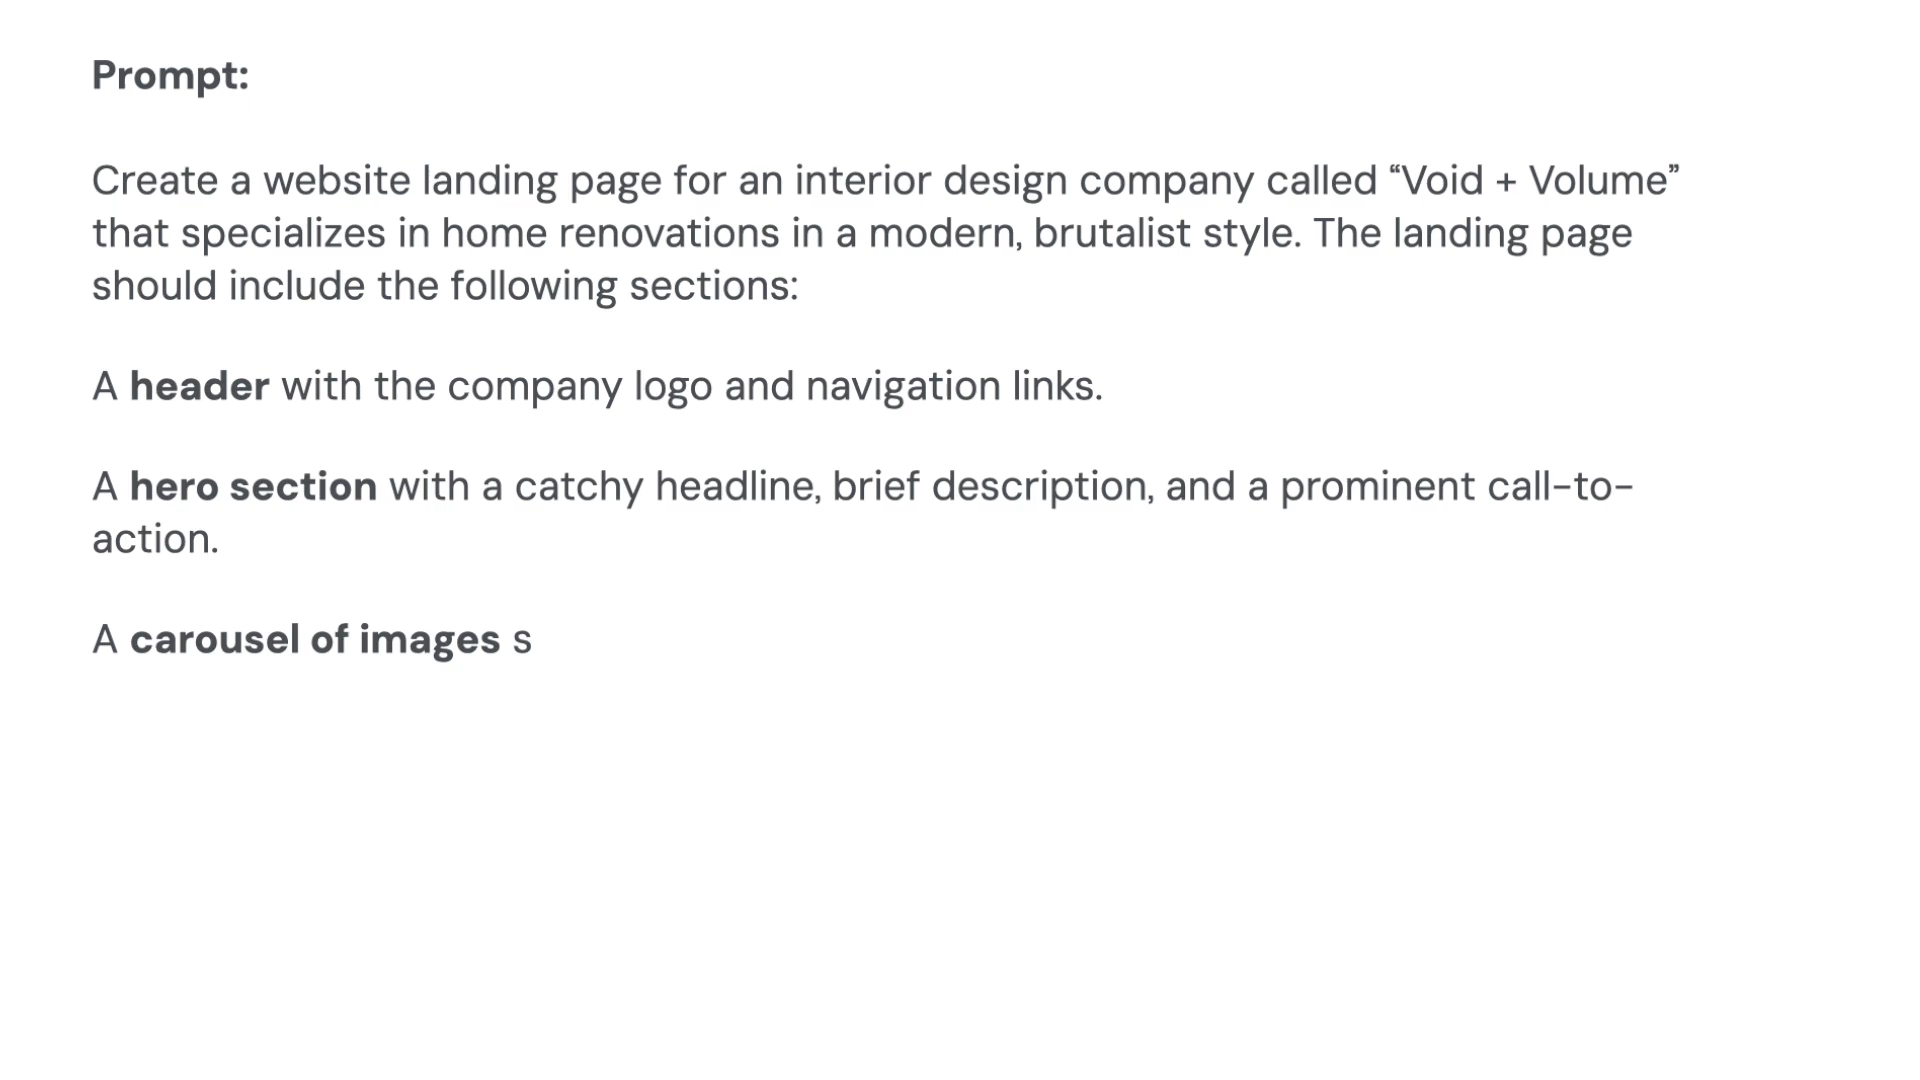 Prompt:
Create a website landing page for an interior design company called “Void + Volume”
that specializes in home renovations in a modern, brutalist style. The landing page
should include the following sections:
A header with the company logo and navigation links.
A hero section with a catchy headline, brief description, and a prominent call-to-
action.
A carousel of images s